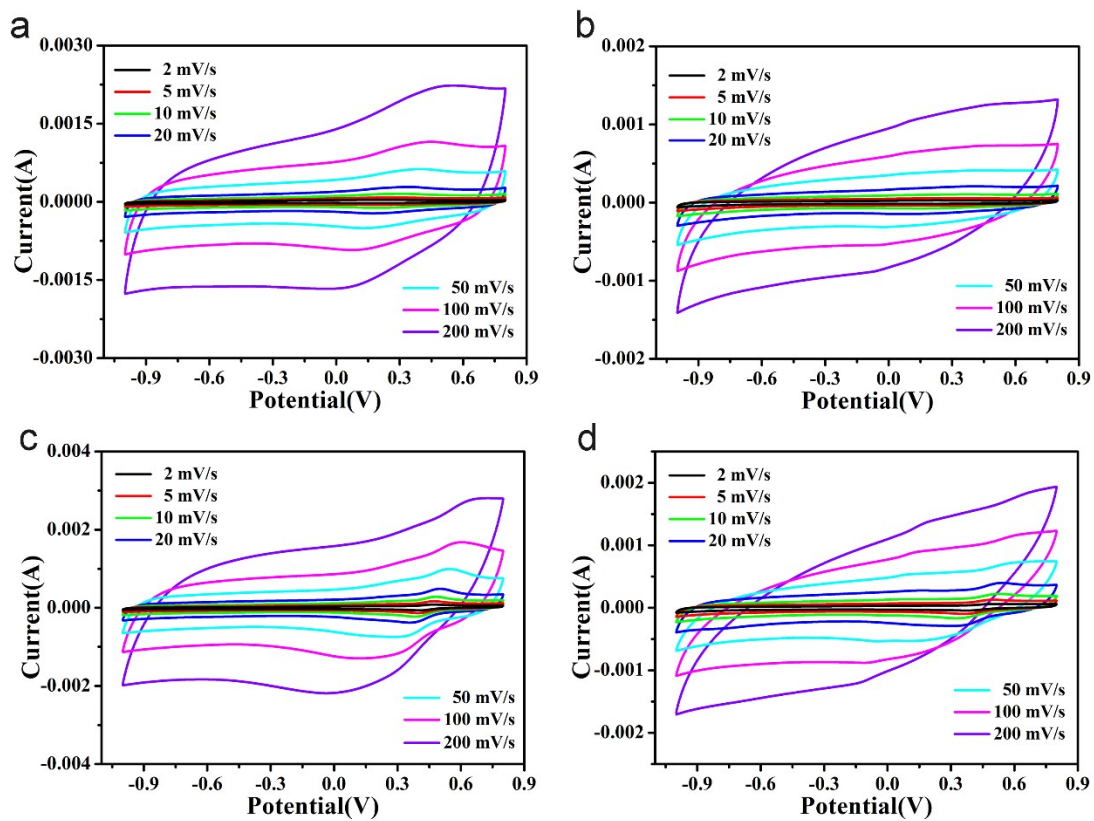 a
0.0030
0.0015
0.0000
-0.0015
-0.0030
Current(A)
2 mV/s
5 mV/s
10 mV/s
20 mV/s
50 mV/s
100 mV/s
200 mV/s
-0.9 -0.6 -0.3 0.0 0.3 0.6 0.9
Potential(V)
b
0.002
0.001
0.000
-0.001
-0.002
Current(A)
2 mV/s
5 mV/s
10 mV/s
20 mV/s
50 mV/s
100 mV/s
200 mV/s
-0.9 -0.6 -0.3 0.0 0.3 0.6 0.9
Potential(V)
c
0.004
0.002
0.000
-0.002
-0.004
Current(A)
2 mV/s
5 mV/s
10 mV/s
20 mV/s
50 mV/s
100 mV/s
200 mV/s
-0.9 -0.6 -0.3 0.0 0.3 0.6 0.9
Potential(V)
d
0.002
0.001
0.000
-0.001
-0.002
Current(A)
2 mV/s
5 mV/s
10 mV/s
20 mV/s
50 mV/s
100 mV/s
200 mV/s
-0.9 -0.6 -0.3 0.0 0.3 0.6 0.9
Potential(V)